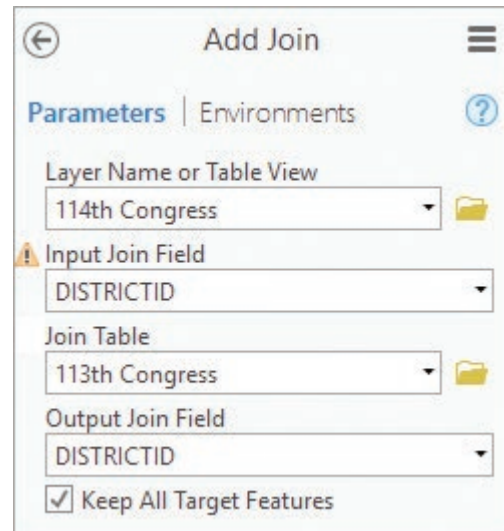 Add Join
Parameters | Environments
?
Layer Name or Table View
114th Congress
Input Join Field
DISTRICTID
Join Table
113th Congress
Output Join Field
DISTRICTID
Keep All Target Features